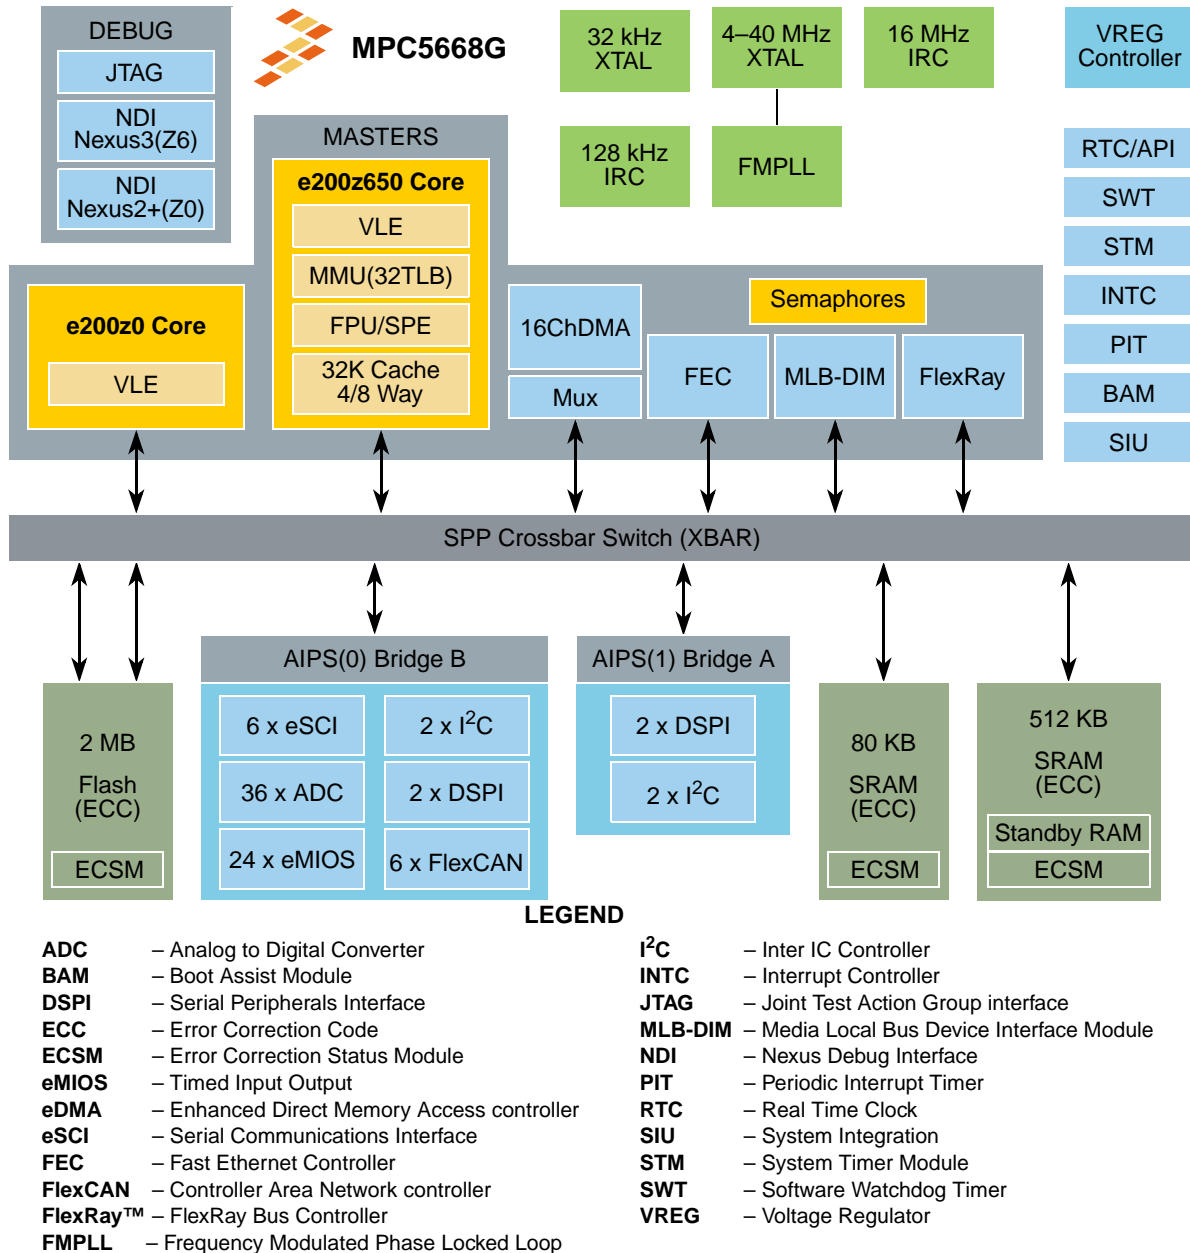 DEBUG
JTAG
NDI
Nexus3(Z6)
NDI
Nexus2+(Z0)
MPC5668G
32 kHz
XTAL
4–40 MHz
XTAL
16 MHz
IRC
128 kHz
IRC
FMPLL
VREG
Controller
RTC/API
SWT
STM
INTC
PIT
BAM
SIU
MASTERS
e200z650 Core
VLE
MMU(32TLB)
FPU/SPE
32K Cache
4/8 Way
e200z0 Core
VLE
16ChDMA
Mux
Semaphores
FEC
MLB-DIM
FlexRay
SPP Crossbar Switch (XBAR)
2 MB
Flash
(ECC)
ECSM
AIPS(0) Bridge B
6 x eSCI
2 x I²C
36 x ADC
2 x DSPI
24 x eMIOS
6 x FlexCAN
AIPS(1) Bridge A
2 x DSPI
2 x I²C
80 KB
SRAM
(ECC)
ECSM
512 KB
SRAM
(ECC)
Standby RAM
ECSM
LEGEND
ADC – Analog to Digital Converter
BAM – Boot Assist Module
DSPI – Serial Peripherals Interface
ECC – Error Correction Code
ECSM – Error Correction Status Module
eMIOS – Timed Input Output
eDMA – Enhanced Direct Memory Access controller
eSCI – Serial Communications Interface
FEC – Fast Ethernet Controller
FlexCAN – Controller Area Network controller
FlexRay™ – FlexRay Bus Controller
FMPLL – Frequency Modulated Phase Locked Loop
I²C – Inter IC Controller
INTC – Interrupt Controller
JTAG – Joint Test Action Group interface
MLB-DIM – Media Local Bus Device Interface Module
NDI – Nexus Debug Interface
PIT – Periodic Interrupt Timer
RTC – Real Time Clock
SIU – System Integration
STM – System Timer Module
SWT – Software Watchdog Timer
VREG – Voltage Regulator